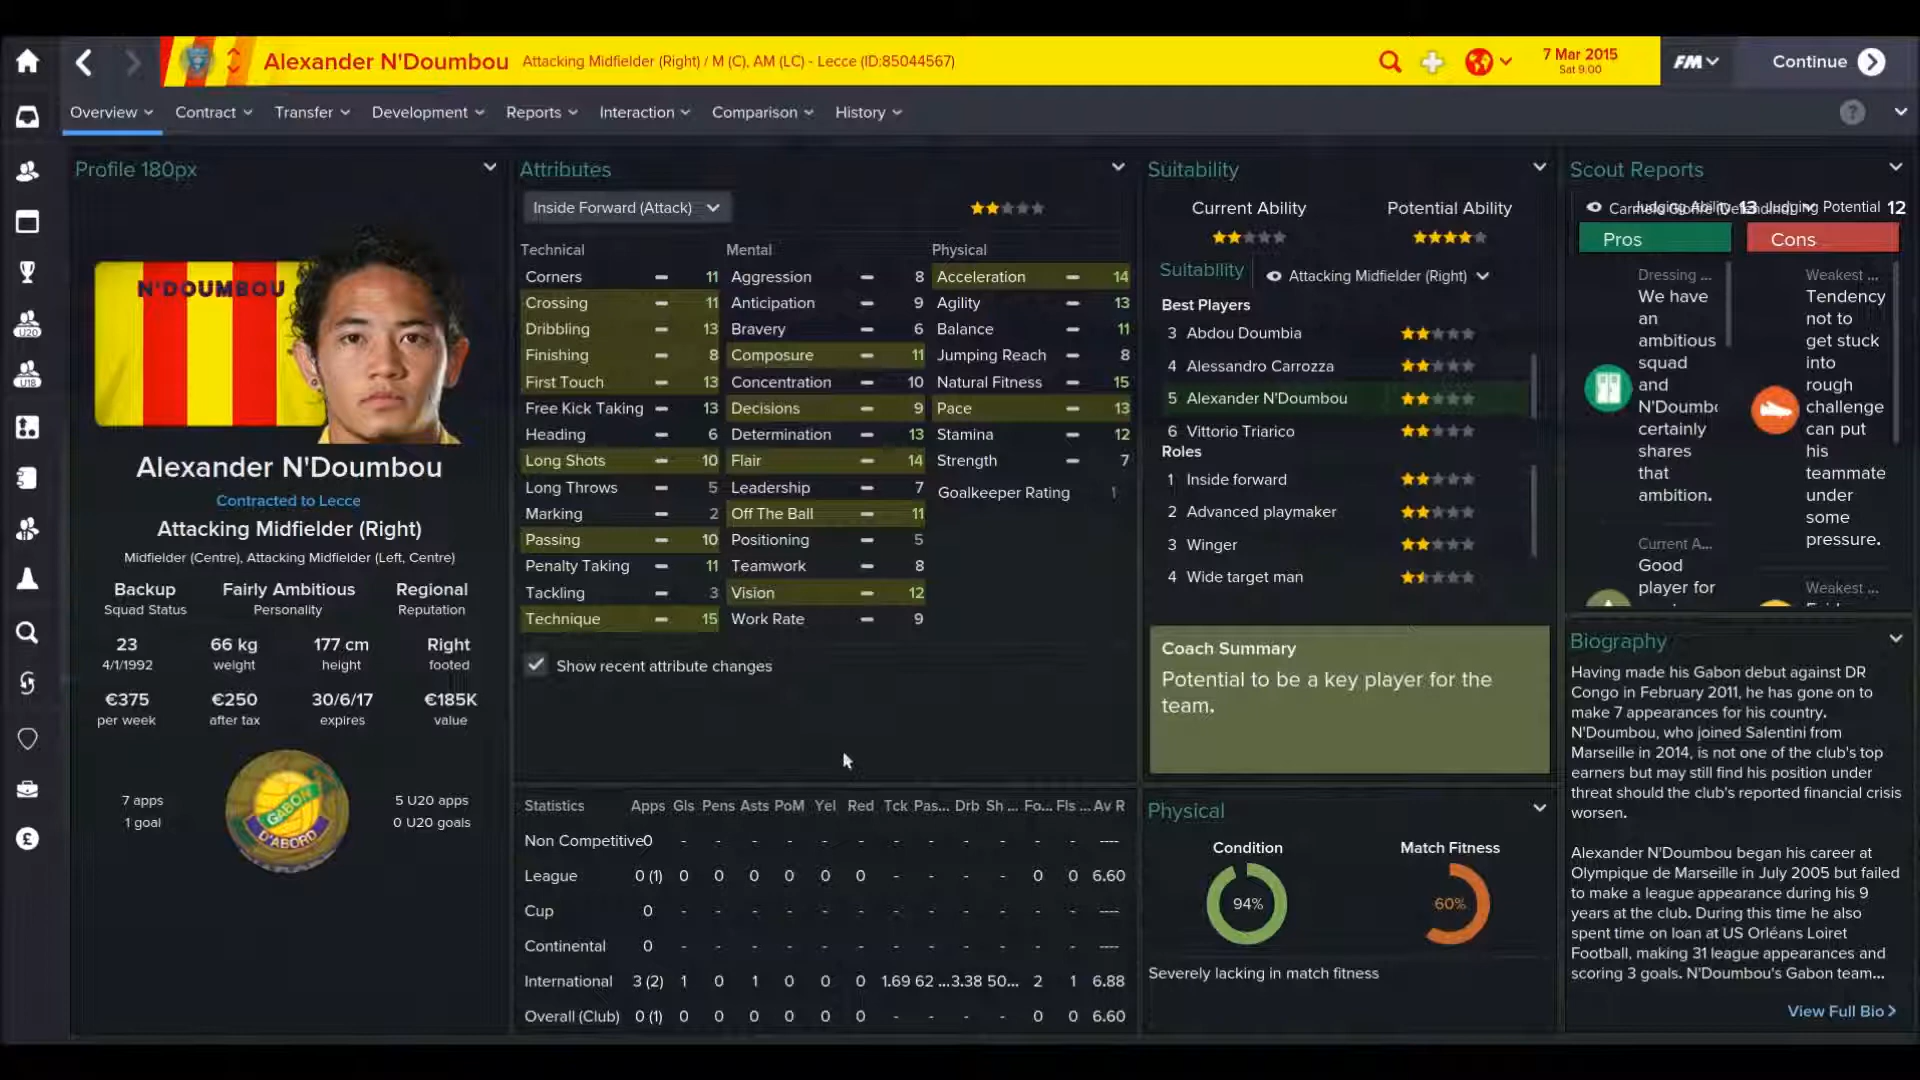 Alexander N'Doumbou Attacking Midfielder (Right) / M (C), AM (LC) - Lecce (ID:85044567)
7 Mar 2015
Sat 9:00
FM
Continue
Overview Contract Transfer Development Reports Interaction Comparison History
?
U20
U18
Profile 180px
N'DOUMBOU
Alexander N'Doumbou
Contracted to Lecce
Attacking Midfielder (Right)
Midfielder (Centre), Attacking Midfielder (Left, Centre)
Backup Fairly Ambitious Regional
Squad Status Personality Reputation
23 66 kg 177 cm Right
4/1/1992 weight height footed
€375 €250 30/6/17 €185K
per week after tax expires value
7 apps
1 goal
GABON
D'ABORD
5 U20 apps
0 U20 goals
Attributes
Inside Forward (Attack)
Technical
Corners 11
Crossing 11
Dribbling 13
Finishing 8
First Touch 13
Free Kick Taking 13
Heading 6
Long Shots 10
Long Throws 5
Marking 2
Passing 10
Penalty Taking 11
Tackling 3
Technique 15
Mental
Aggression 8
Anticipation 9
Bravery 6
Composure 11
Concentration 10
Decisions 9
Determination 13
Flair 14
Leadership 7
Off The Ball 11
Positioning 5
Teamwork 8
Vision 12
Work Rate 9
Physical
Acceleration 14
Agility 13
Balance 11
Jumping Reach 8
Natural Fitness 15
Pace 13
Stamina 12
Strength 7
Goalkeeper Rating 1
Show recent attribute changes
Statistics Apps Gls Pens Asts PoM Yel Red Tck Pas... Drb Sh ... Fo... Fls ... Av R
Non Competitive 0 - - - - - - - - - - - - ----
League 0 (1) 0 0 0 0 0 0 - - - - 0 0 6.60
Cup 0 - - - - - - - - - - - - ----
Continental 0 - - - - - - - - - - - - ----
International 3 (2) 1 0 1 0 0 0 1.69 62 ... 3.38 50... 2 1 6.88
Overall (Club) 0 (1) 0 0 0 0 0 0 - - - - 0 0 6.60
Suitability
Current Ability Potential Ability
Suitability Attacking Midfielder (Right)
Best Players
3 Abdou Doumbia
4 Alessandro Carrozza
5 Alexander N'Doumbou
6 Vittorio Triarico
Roles
1 Inside forward
2 Advanced playmaker
3 Winger
4 Wide target man
Coach Summary
Potential to be a key player for the
team.
Physical
Condition Match Fitness
94% 60%
Severely lacking in match fitness
Scout Reports
Judging Ability 13 Judging Potential 12
Pros Cons
Dressing ...
We have
an
ambitious
squad
and
N'Doumbo
certainly
shares
that
ambition.
Current A...
Good
player for
Weakest ...
Tendency
not to
get stuck
into
rough
challenge
can put
his
teammate
under
some
pressure.
Weakest ...
Biography
Having made his Gabon debut against DR
Congo in February 2011, he has gone on to
make 7 appearances for his country.
N'Doumbou, who joined Salentini from
Marseille in 2014, is not one of the club's top
earners but may still find his position under
threat should the club's reported financial crisis
worsen.
Alexander N'Doumbou began his career at
Olympique de Marseille in July 2005 but failed
to make a league appearance during his 9
years at the club. During this time he also
spent time on loan at US Orléans Loiret
Football, making 31 league appearances and
scoring 3 goals. N'Doumbou's Gabon team...
View Full Bio